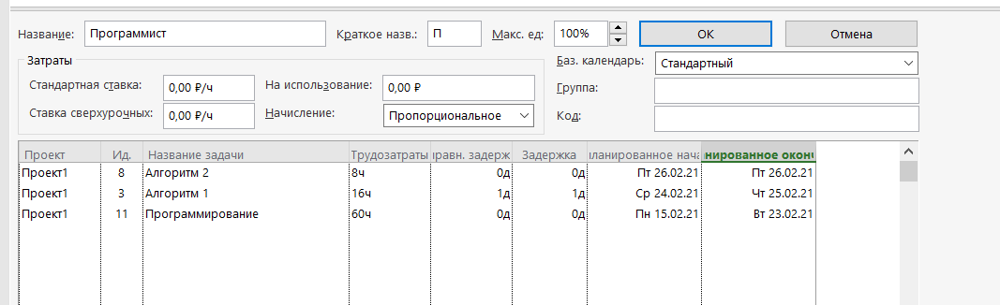 Название: Программист Краткое назв.: П Макс. ед: 100% ОК Отмена
Затраты Баз. календарь: Стандартный
Стандартная ставка: 0,00 ₽/ч На использование: 0,00 ₽ Группа:
Ставка сверхурочных: 0,00 ₽/ч Начисление: Пропорциональное Код:
Проект Ид. Название задачи Трудозатраты правн. задерж Задержка планированное нача нированное оконч
Проект1 8 Алгоритм 2 8ч 0д 0д Пт 26.02.21 Пт 26.02.21
Проект1 3 Алгоритм 1 16ч 1д 1д Ср 24.02.21 Чт 25.02.21
Проект1 11 Программирование 60ч 0д 0д Пн 15.02.21 Вт 23.02.21